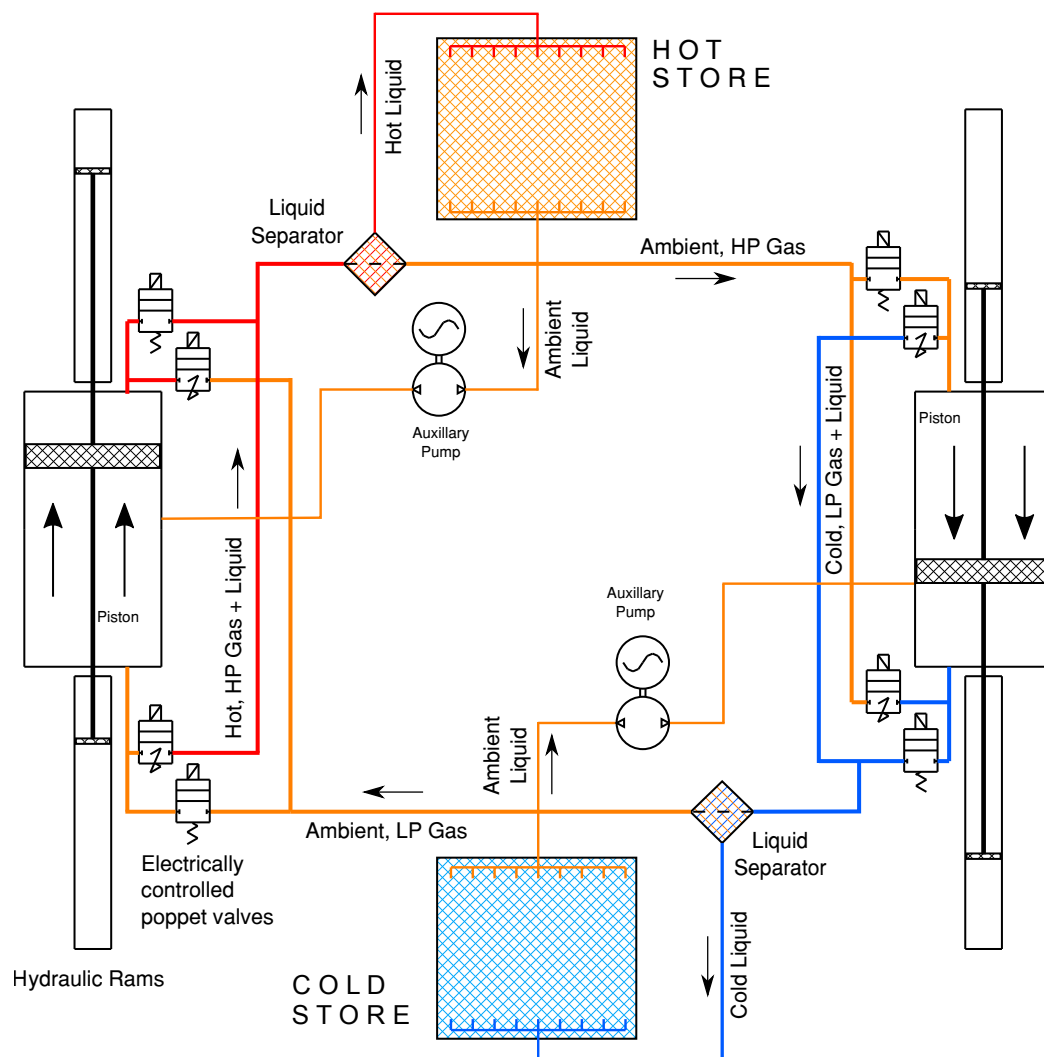 HOT
STORE
Hot Liquid
Liquid
Separator
Ambient, HP Gas
Ambient
Liquid
Auxillary
Pump
Piston
Piston
Hot, HP Gas + Liquid
Cold, LP Gas + Liquid
Auxillary
Pump
Ambient
Liquid
Ambient, LP Gas
Liquid
Separator
Electrically
controlled
poppet valves
Hydraulic Rams
COLD
STORE
Cold Liquid